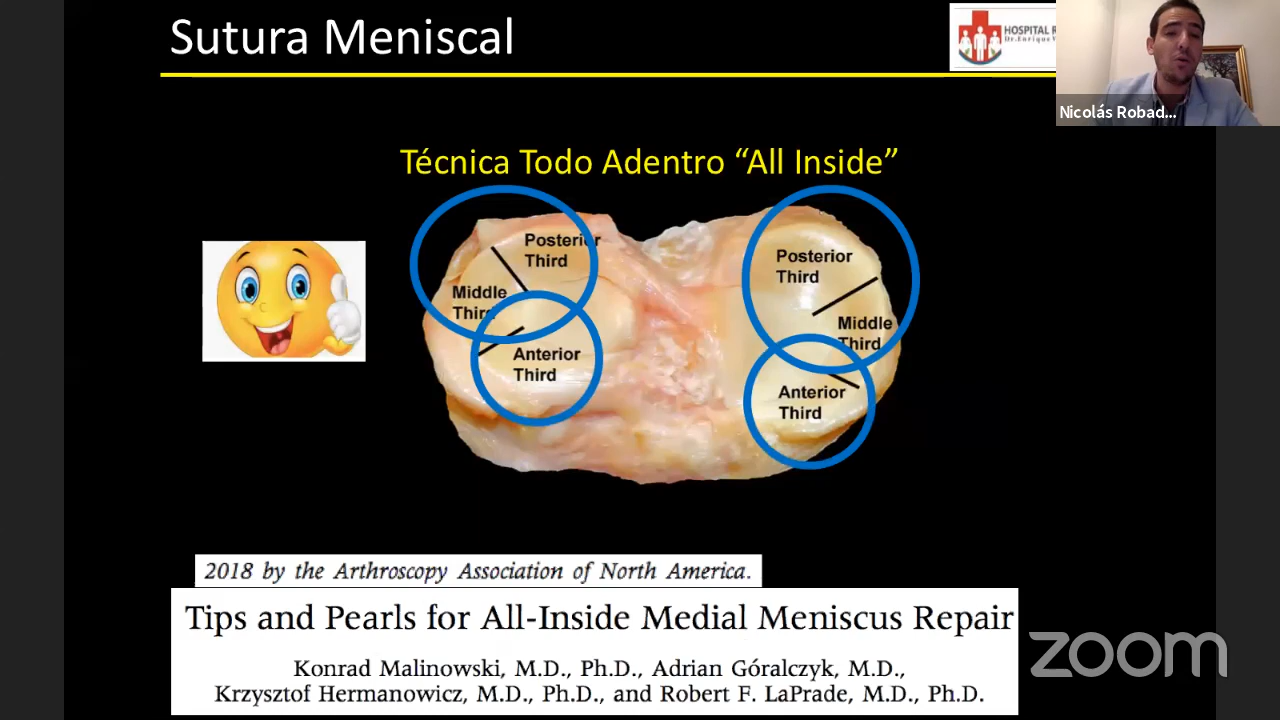 Sutura Meniscal
HOSPITAL R
Dr. Enrique V
Nicolás Robad...
Técnica Todo Adentro “All Inside”
Posterior
Third
Middle
Third
Anterior
Third
Posterior
Third
Middle
Third
Anterior
Third
2018 by the Arthroscopy Association of North America.
Tips and Pearls for All-Inside Medial Meniscus Repair
Konrad Malinowski, M.D., Ph.D., Adrian Góralczyk, M.D.,
Krzysztof Hermanowicz, M.D., Ph.D., and Robert F. LaPrade, M.D., Ph.D.
zoom